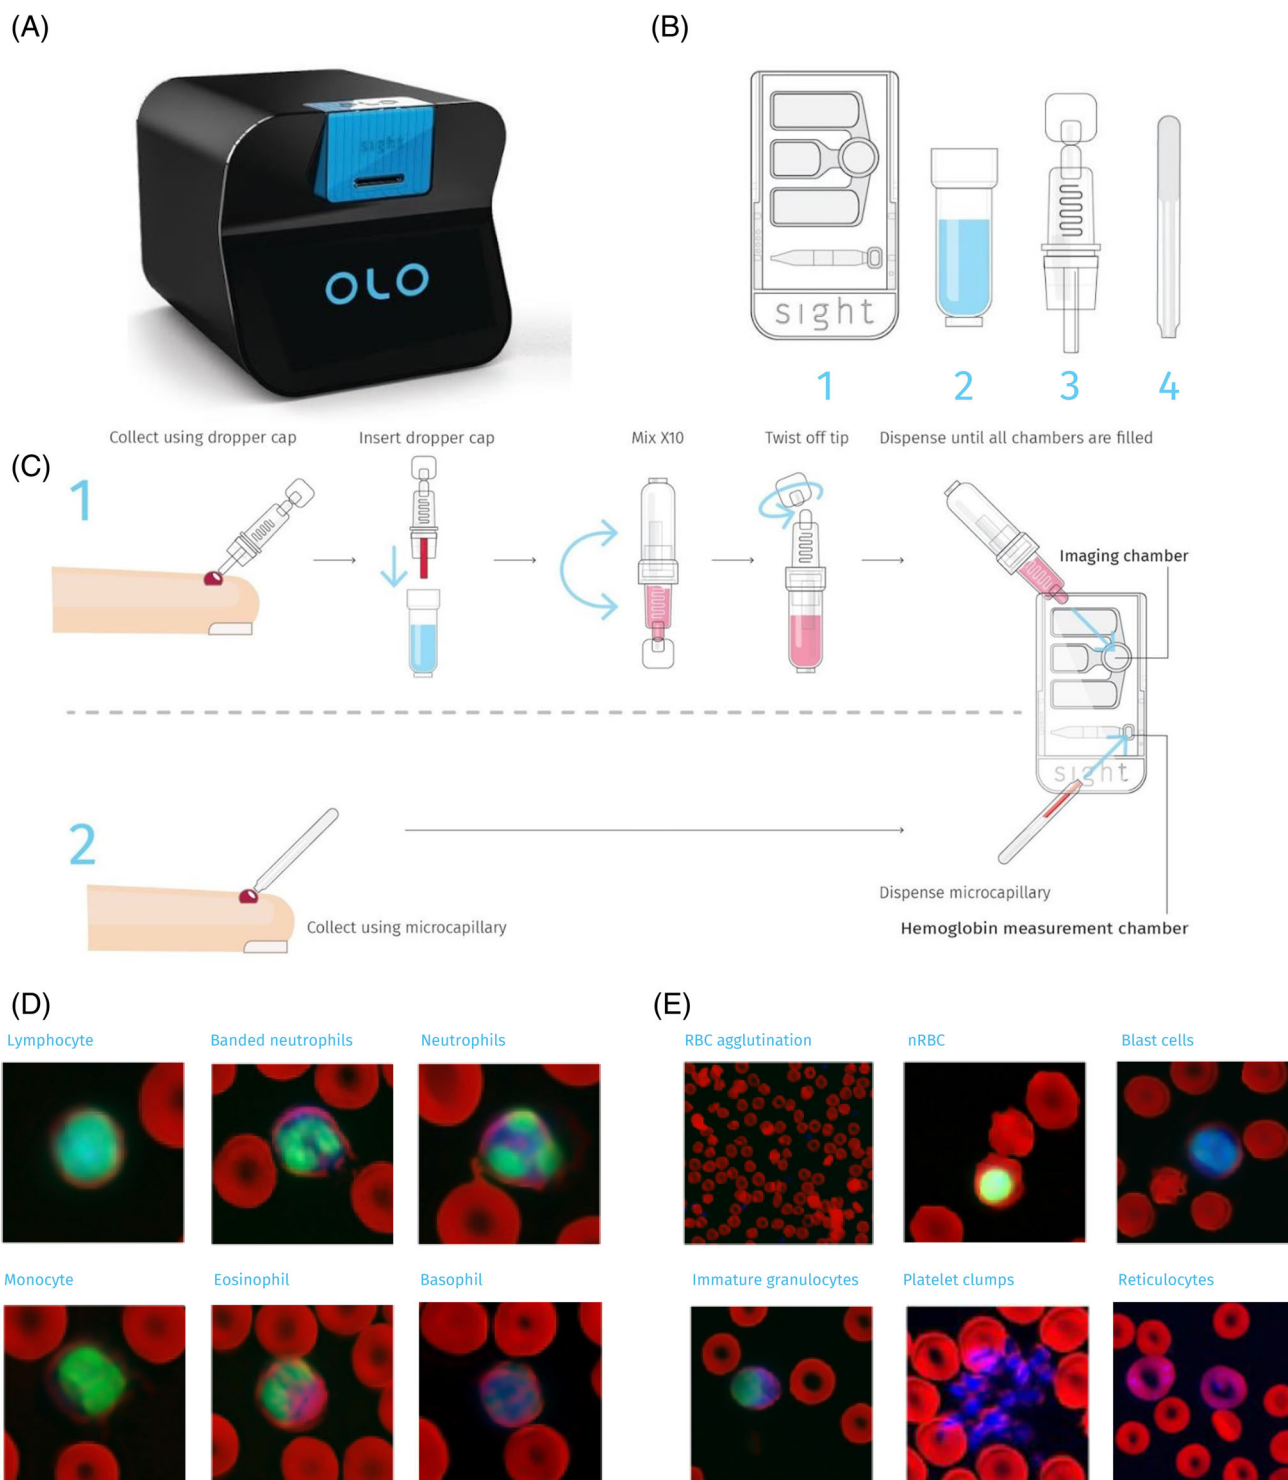 (A)
(B)
OLO
sight
OLO
sight
1
2
3
4
Collect using dropper cap
Insert dropper cap
Mix X10
Twist off tip
Dispense until all chambers are filled
(C)
1
Imaging chamber
sight
2
Collect using microcapillary
Dispense microcapillary
Hemoglobin measurement chamber
(D)
(E)
Lymphocyte
Banded neutrophils
Neutrophils
RBC agglutination
nRBC
Blast cells
Monocyte
Eosinophil
Basophil
Immature granulocytes
Platelet clumps
Reticulocytes